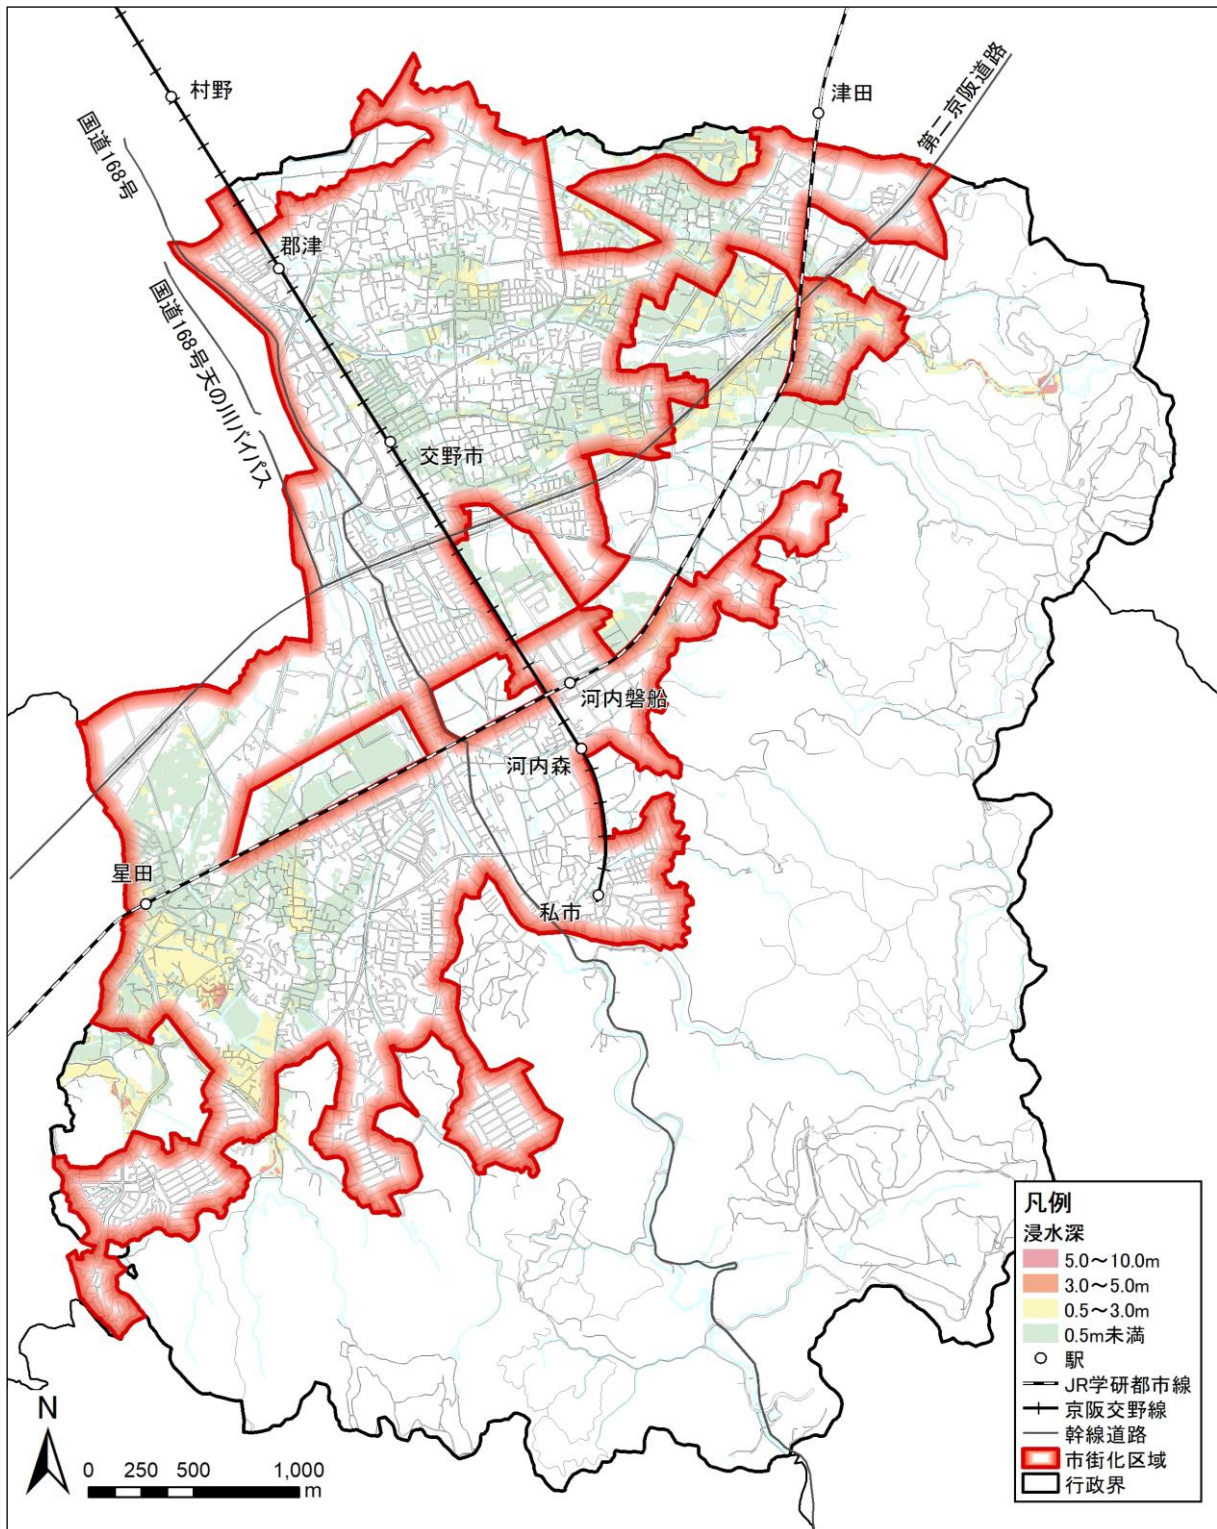 村野
津田
第二京阪道路
国道168号
郡津
国道168号天の川バイパス
交野市
河内磐船
河内森
星田
私市
凡例
浸水深
5.0～10.0m
3.0～5.0m
0.5～3.0m
0.5m未満
駅
JR学研都市線
京阪交野線
幹線道路
市街化区域
行政界
N
0 250 500 1,000
m